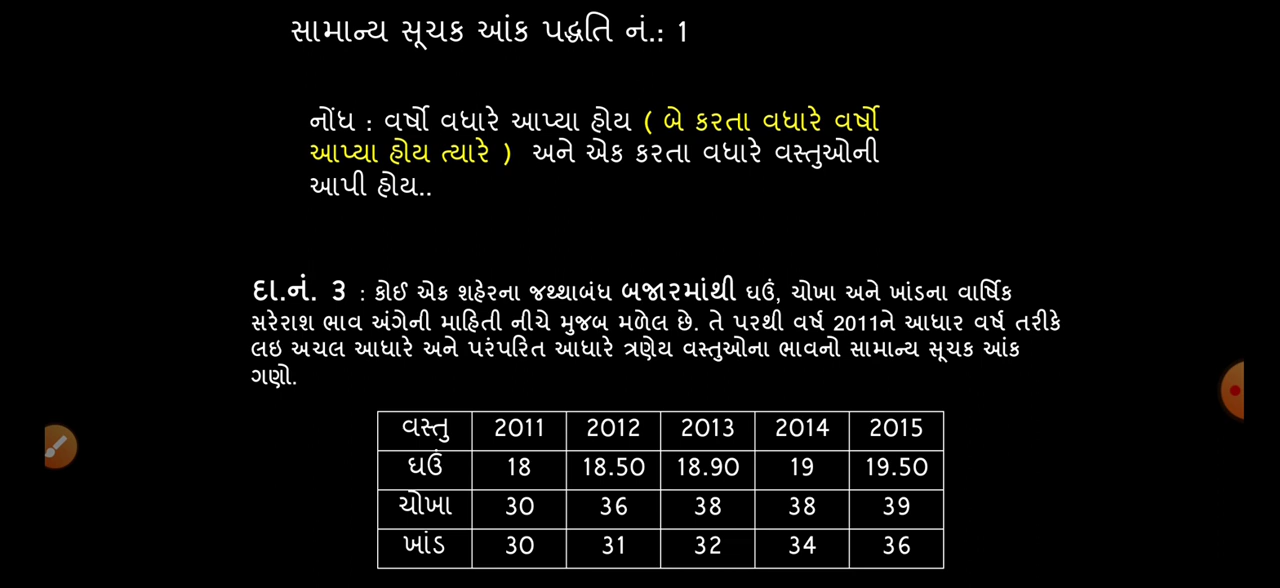 સામાન્ય સૂચક આંક પદ્ધતિ નં.: 1
નોંધ : વર્ષો વધારે આપ્યા હોય ( બે કરતા વધારે વર્ષો
આપ્યા હોય ત્યારે ) અને એક કરતા વધારે વસ્તુઓની
આપી હોય..
દા.નં. 3 : કોઈ એક શહેરના જથ્થાબંધ બજારમાંથી ઘઉં, ચોખા અને ખાંડના વાર્ષિક
સરેરાશ ભાવ અંગેની માહિતી નીચે મુજબ મળેલ છે. તે પરથી વર્ષ 2011ને આધાર વર્ષ તરીકે
લઇ અચલ આધારે અને પરંપરિત આધારે ત્રણેય વસ્તુઓના ભાવનો સામાન્ય સૂચક આંક
ગણો.
વસ્તુ 2011 2012 2013 2014 2015
ઘઉં 18 18.50 18.90 19 19.50
ચોખા 30 36 38 38 39
ખાંડ 30 31 32 34 36